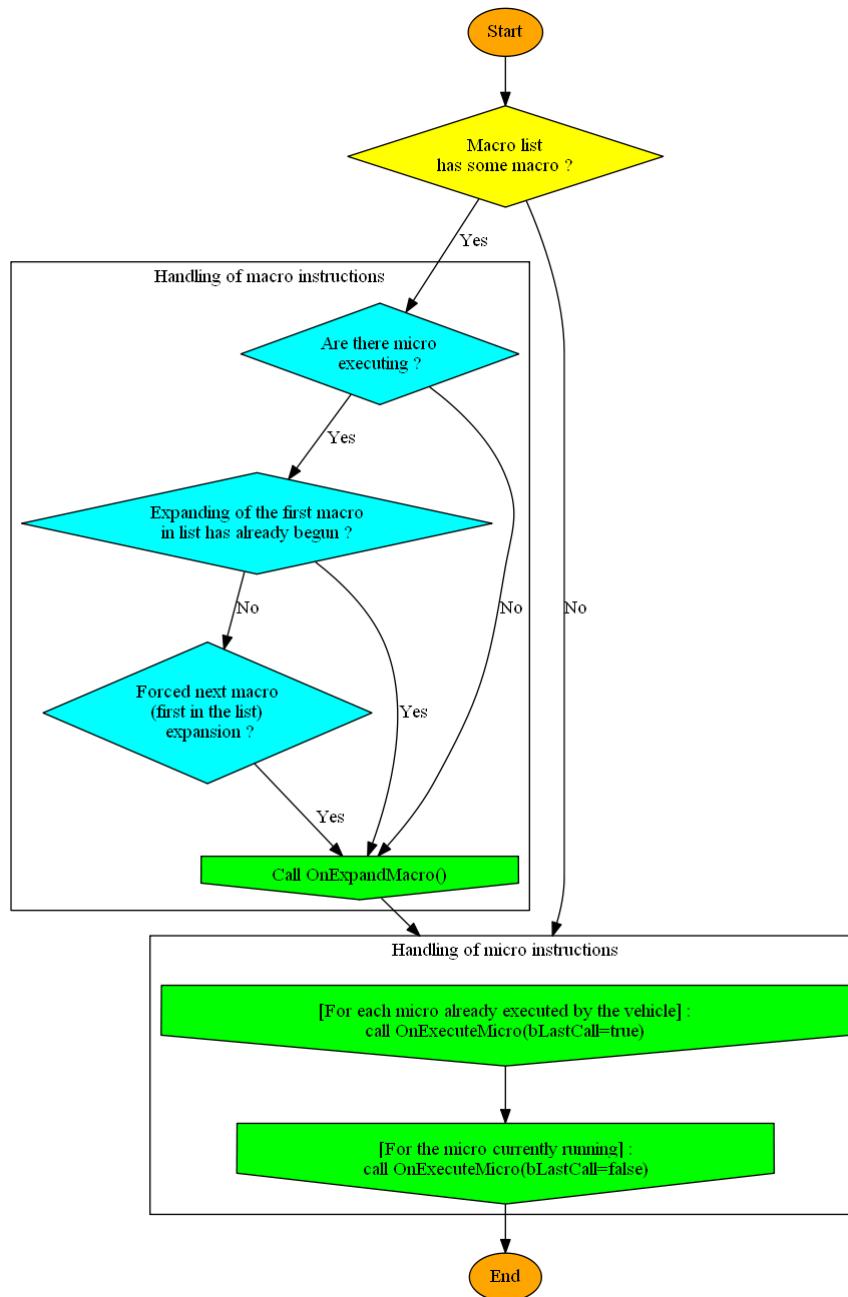 Start
Macro list
has some macro ?
Yes
Handling of macro instructions
Are there micro
executing ?
Yes
Expanding of the first macro
in list has already begun ?
No
No
No
Forced next macro
(first in the list)
expansion ?
Yes
Yes
Call OnExpandMacro()
Handling of micro instructions
[For each micro already executed by the vehicle] :
call OnExecuteMicro(bLastCall=true)
[For the micro currently running] :
call OnExecuteMicro(bLastCall=false)
End